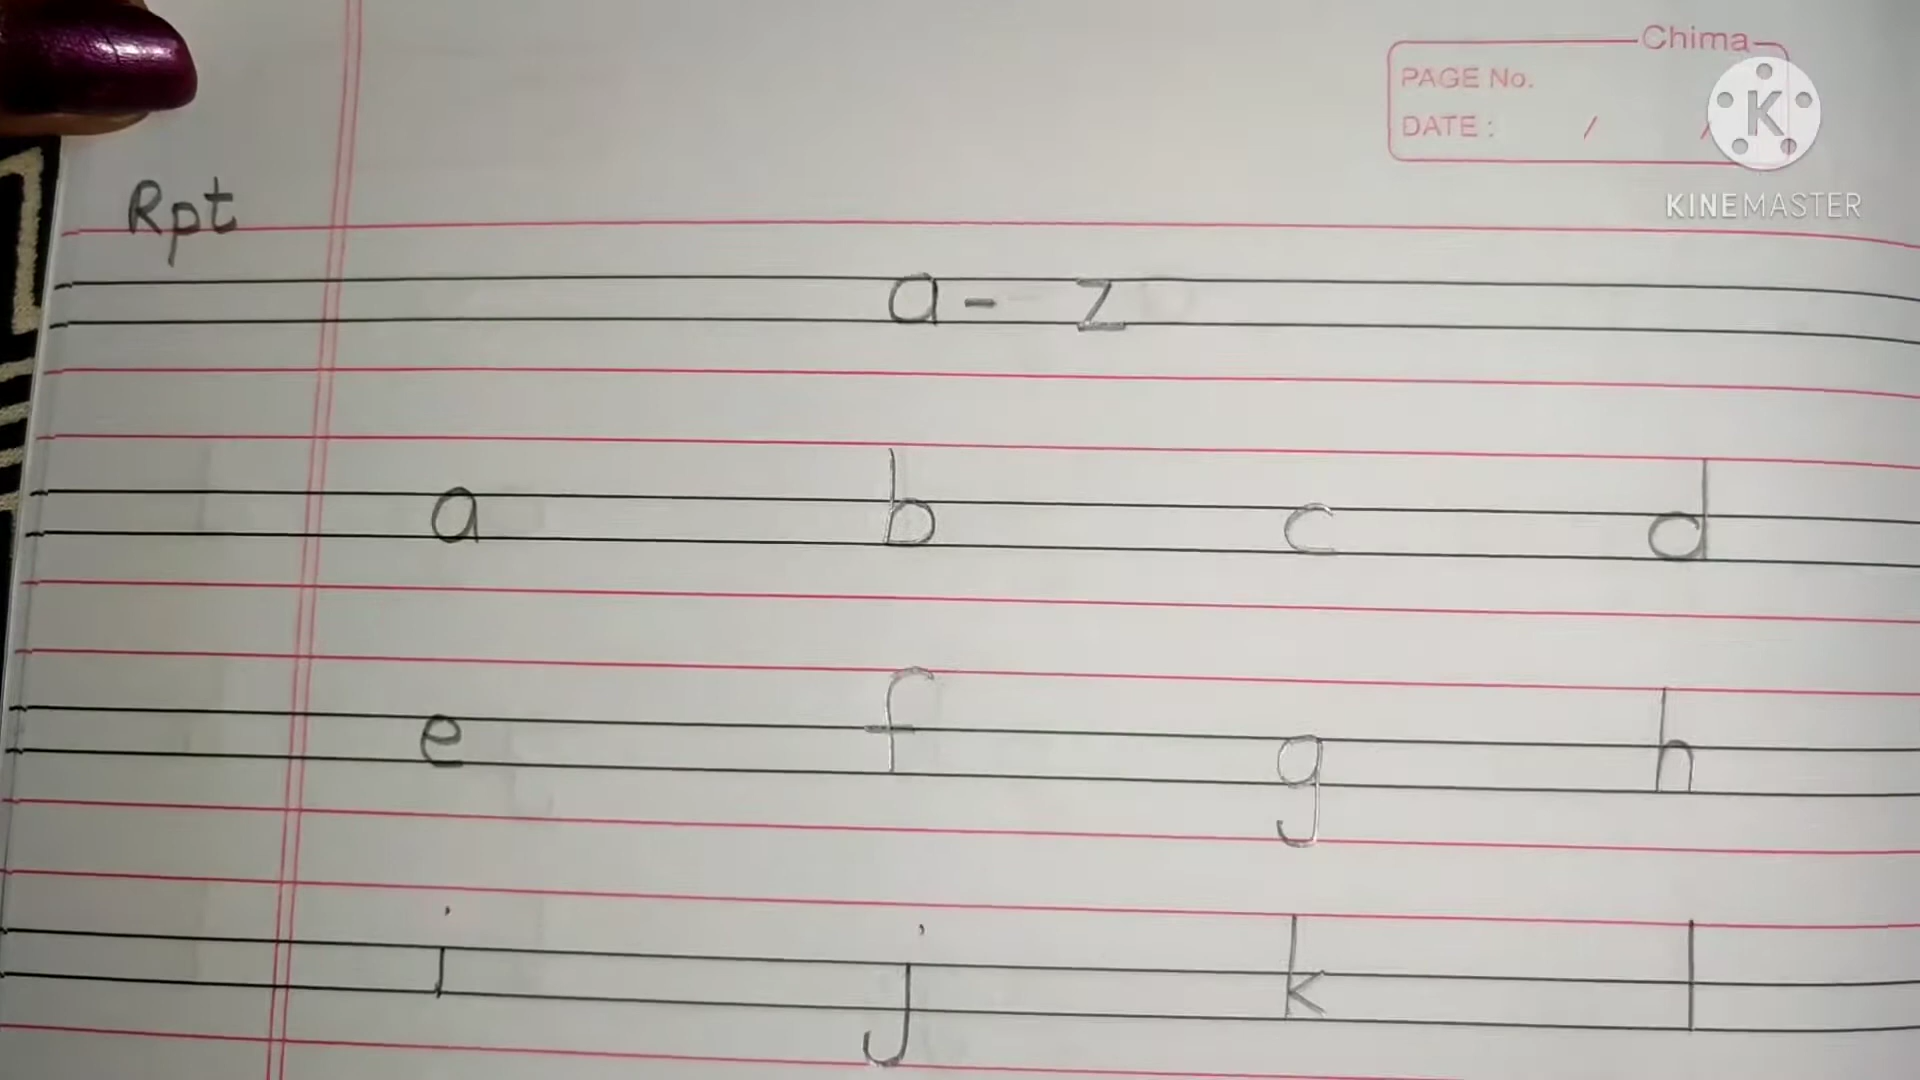 Chima
PAGE No.
DATE : / /
KINEMASTER
Rpt
a - z
a b c d
e f g h
i j k l